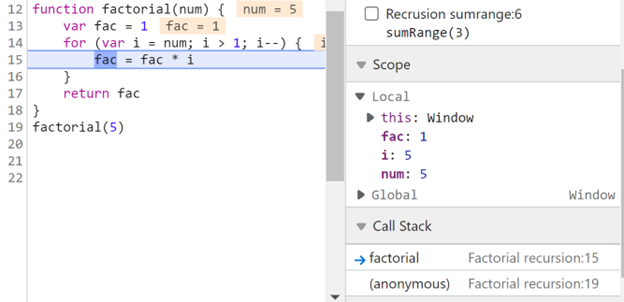 12 function factorial(num) { num = 5
13 var fac = 1 fac = 1
14 for (var i = num; i > 1; i--) { i
15 fac = fac * i
16 }
17 return fac
18 }
19 factorial(5)
20
21
22
Recrusion sumrange:6
sumRange(3)
Scope
Local
this: Window
fac: 1
i: 5
num: 5
Global Window
Call Stack
factorial Factorial recursion:15
(anonymous) Factorial recursion:19